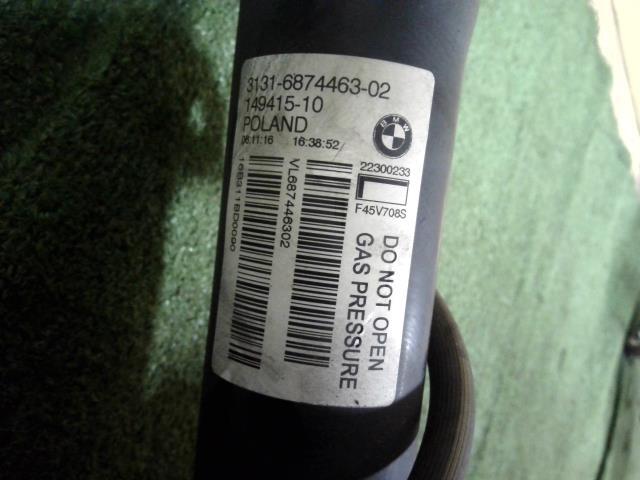 3131-6874463-02
149415-10
POLAND
08:11:16 16:38:52
BMW
22300233
F45V708S
VL687446302
DO NOT OPEN
GAS PRESSURE